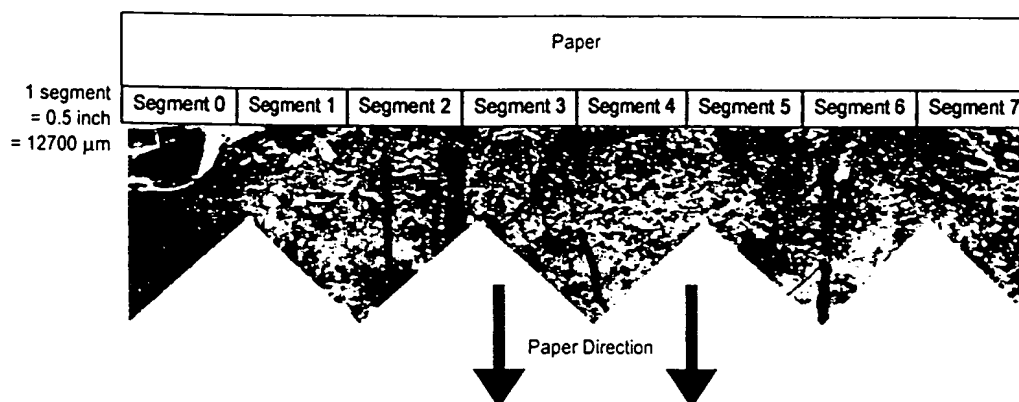 Paper
1 segment
= 0.5 inch
= 12700 µm
Segment 0 Segment 1 Segment 2 Segment 3 Segment 4 Segment 5 Segment 6 Segment 7
Paper Direction